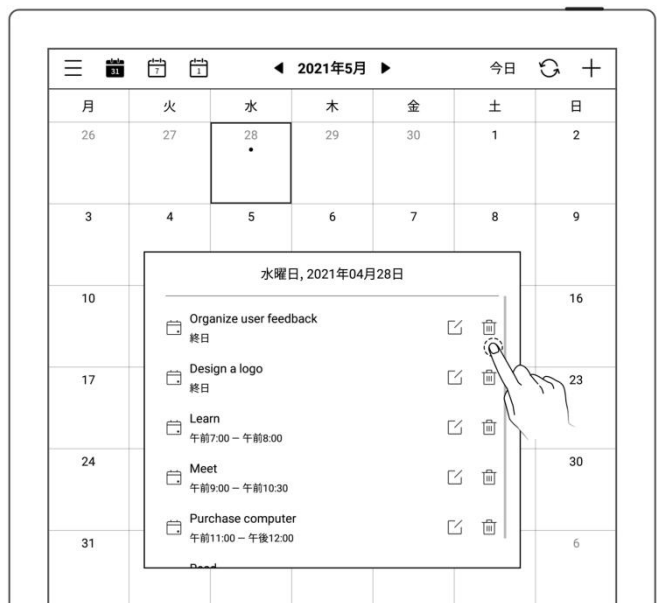 31 7 1 2021年5月 今日
月 火 水 木 金 土 日
26 27 28 29 30 1 2
3 4 5 6 7 8 9
水曜日, 2021年04月28日
10 16
Organize user feedback
終日
Design a logo
終日
17 23
Learn
午前7:00 – 午前8:00
24 30
Meet
午前9:00 – 午前10:30
Purchase computer
午前11:00 – 午後12:00
31 6